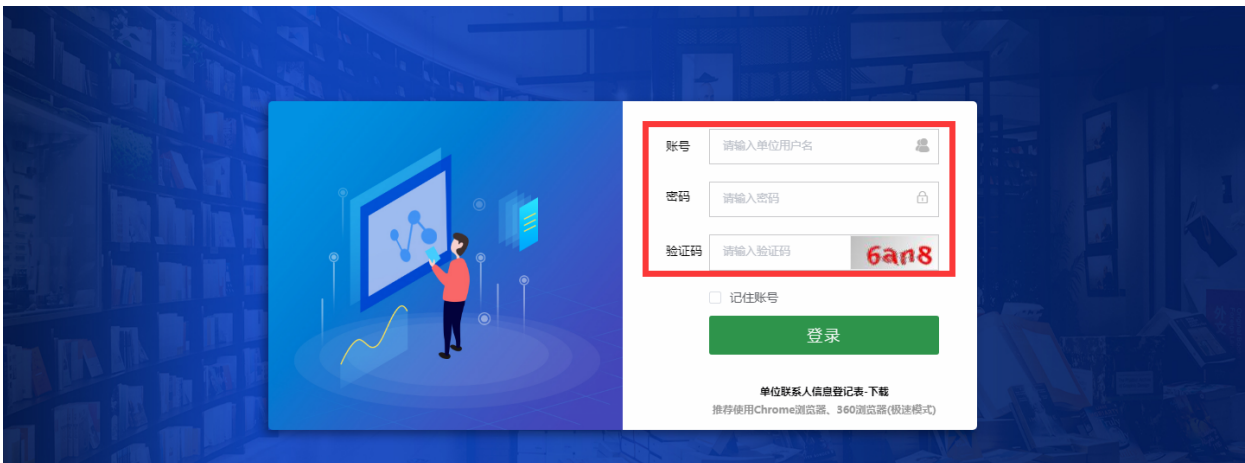 账号 请输入单位用户名
密码 请输入密码
验证码 请输入验证码 6an8
记住账号
登录
单位联系人信息登记表-下载
推荐使用Chrome浏览器、360浏览器(极速模式)